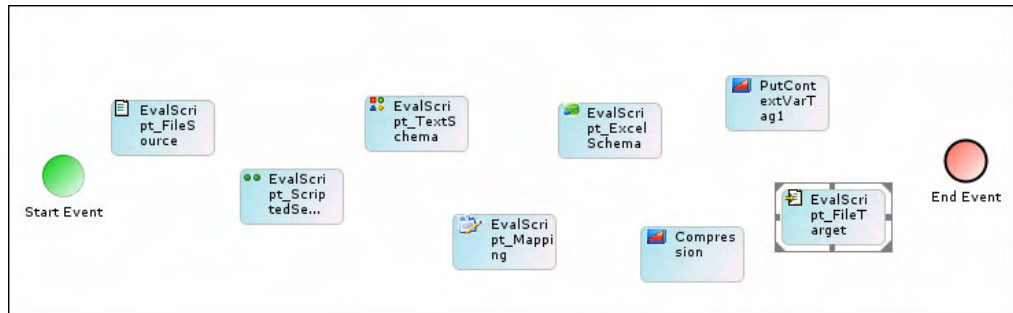 Start Event
EvalScri
pt_FileS
ource
EvalScri
pt_Scrip
tedSe...
EvalScri
pt_TextS
chema
EvalScri
pt_Mappi
ng
EvalScri
pt_Excel
Schema
Compres
sion
PutCont
extVarT
ag1
EvalScri
pt_FileT
arget
End Event